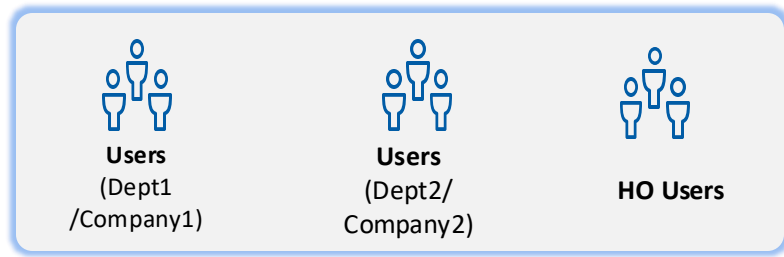 Users
(Dept1
/Company1)
Users
(Dept2/
Company2)
HO Users